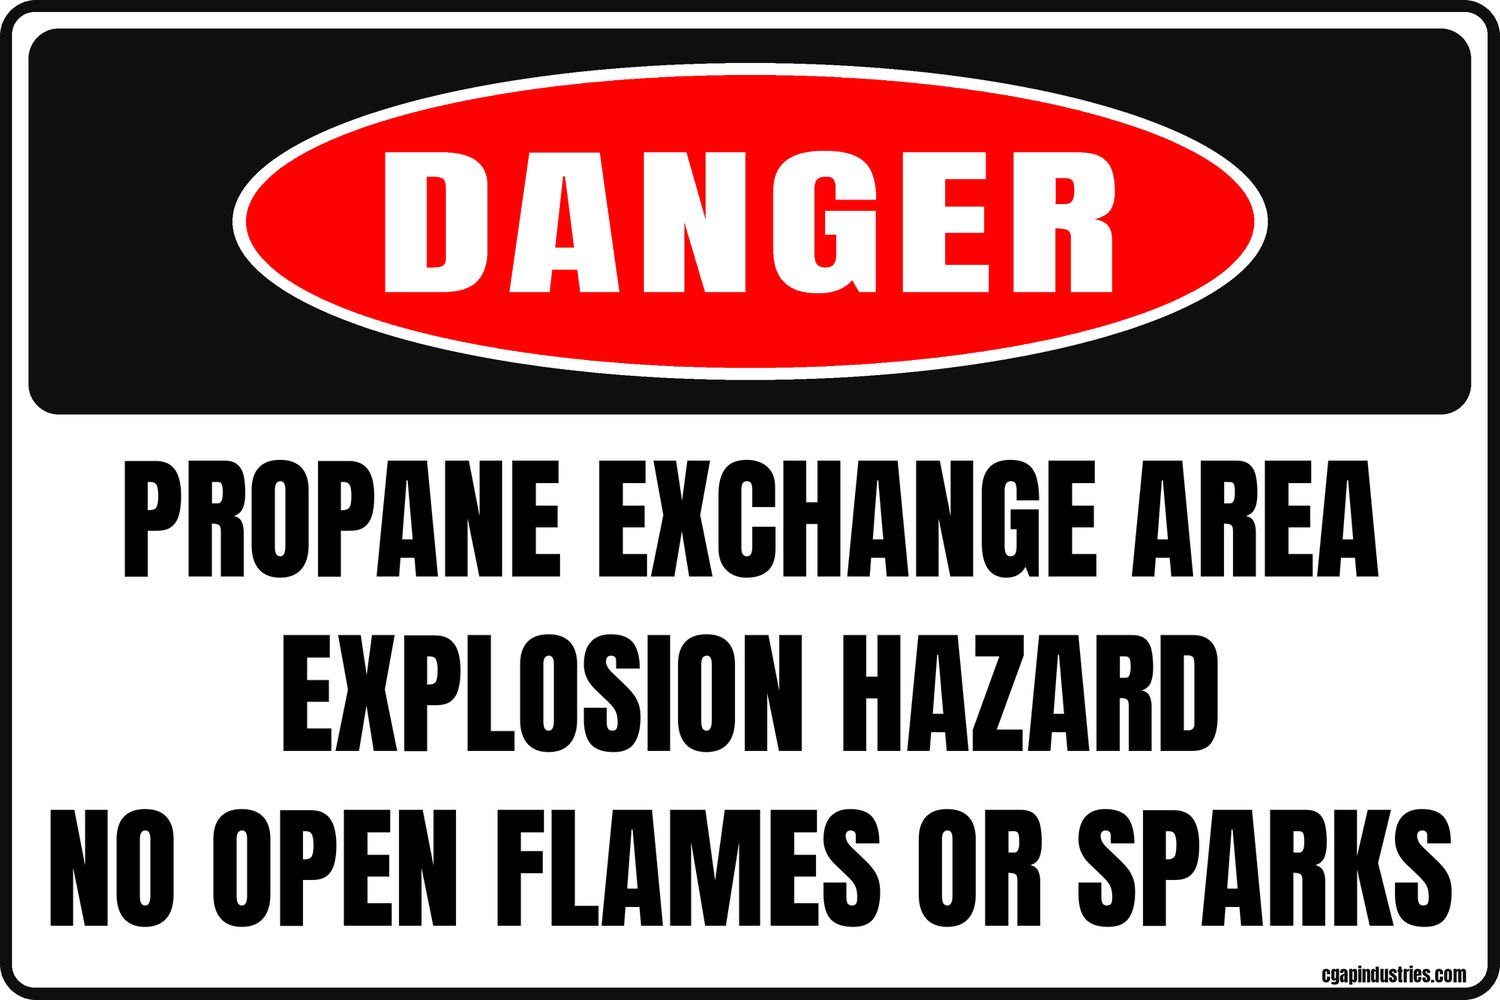 DANGER
PROPANE EXCHANGE AREA
EXPLOSION HAZARD
NO OPEN FLAMES OR SPARKS
cgapindustries.com